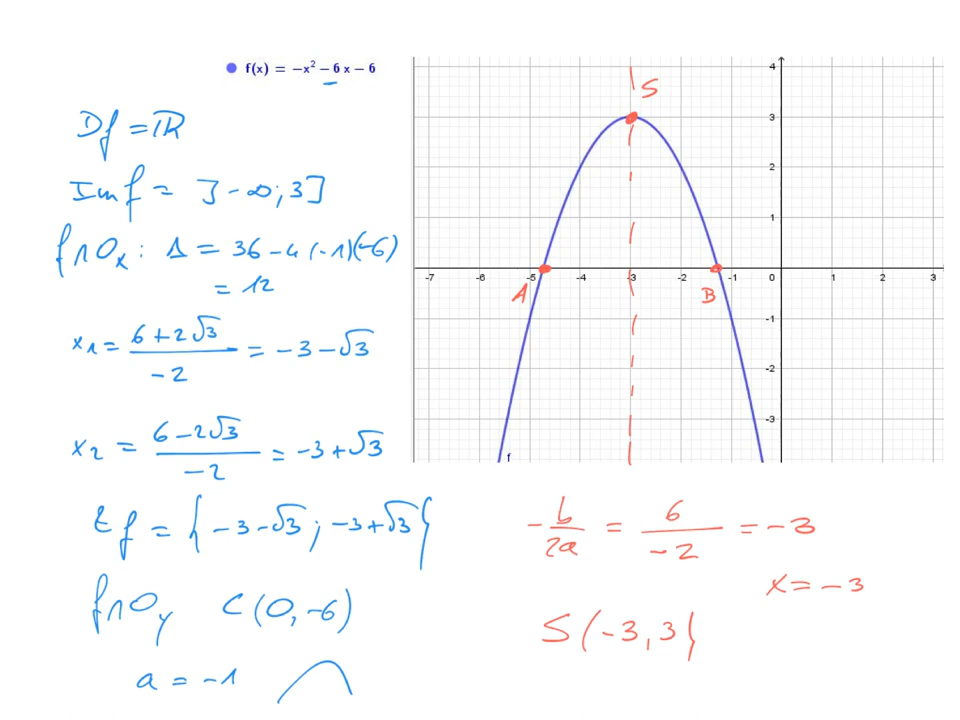 f(x) = −x² − 6 x − 6
Df = ℝ
Im f = ]-∞; 3]
f∩Ox : Δ = 36 - 4(-1)(-6)
= 12
x1 = (6+2√3)/(-2) = -3-√3
x2 = (6-2√3)/(-2) = -3+√3
Ef = {-3-√3; -3+√3}
f∩Oy C(0,-6)
a = -1
S
4
3
2
1
-7 -6 -5 -4 -3 -2 -1 0 1 2 3
A B
-1
-2
-3
f
-b/2a = 6/-2 = -3
x = -3
S(-3,3)